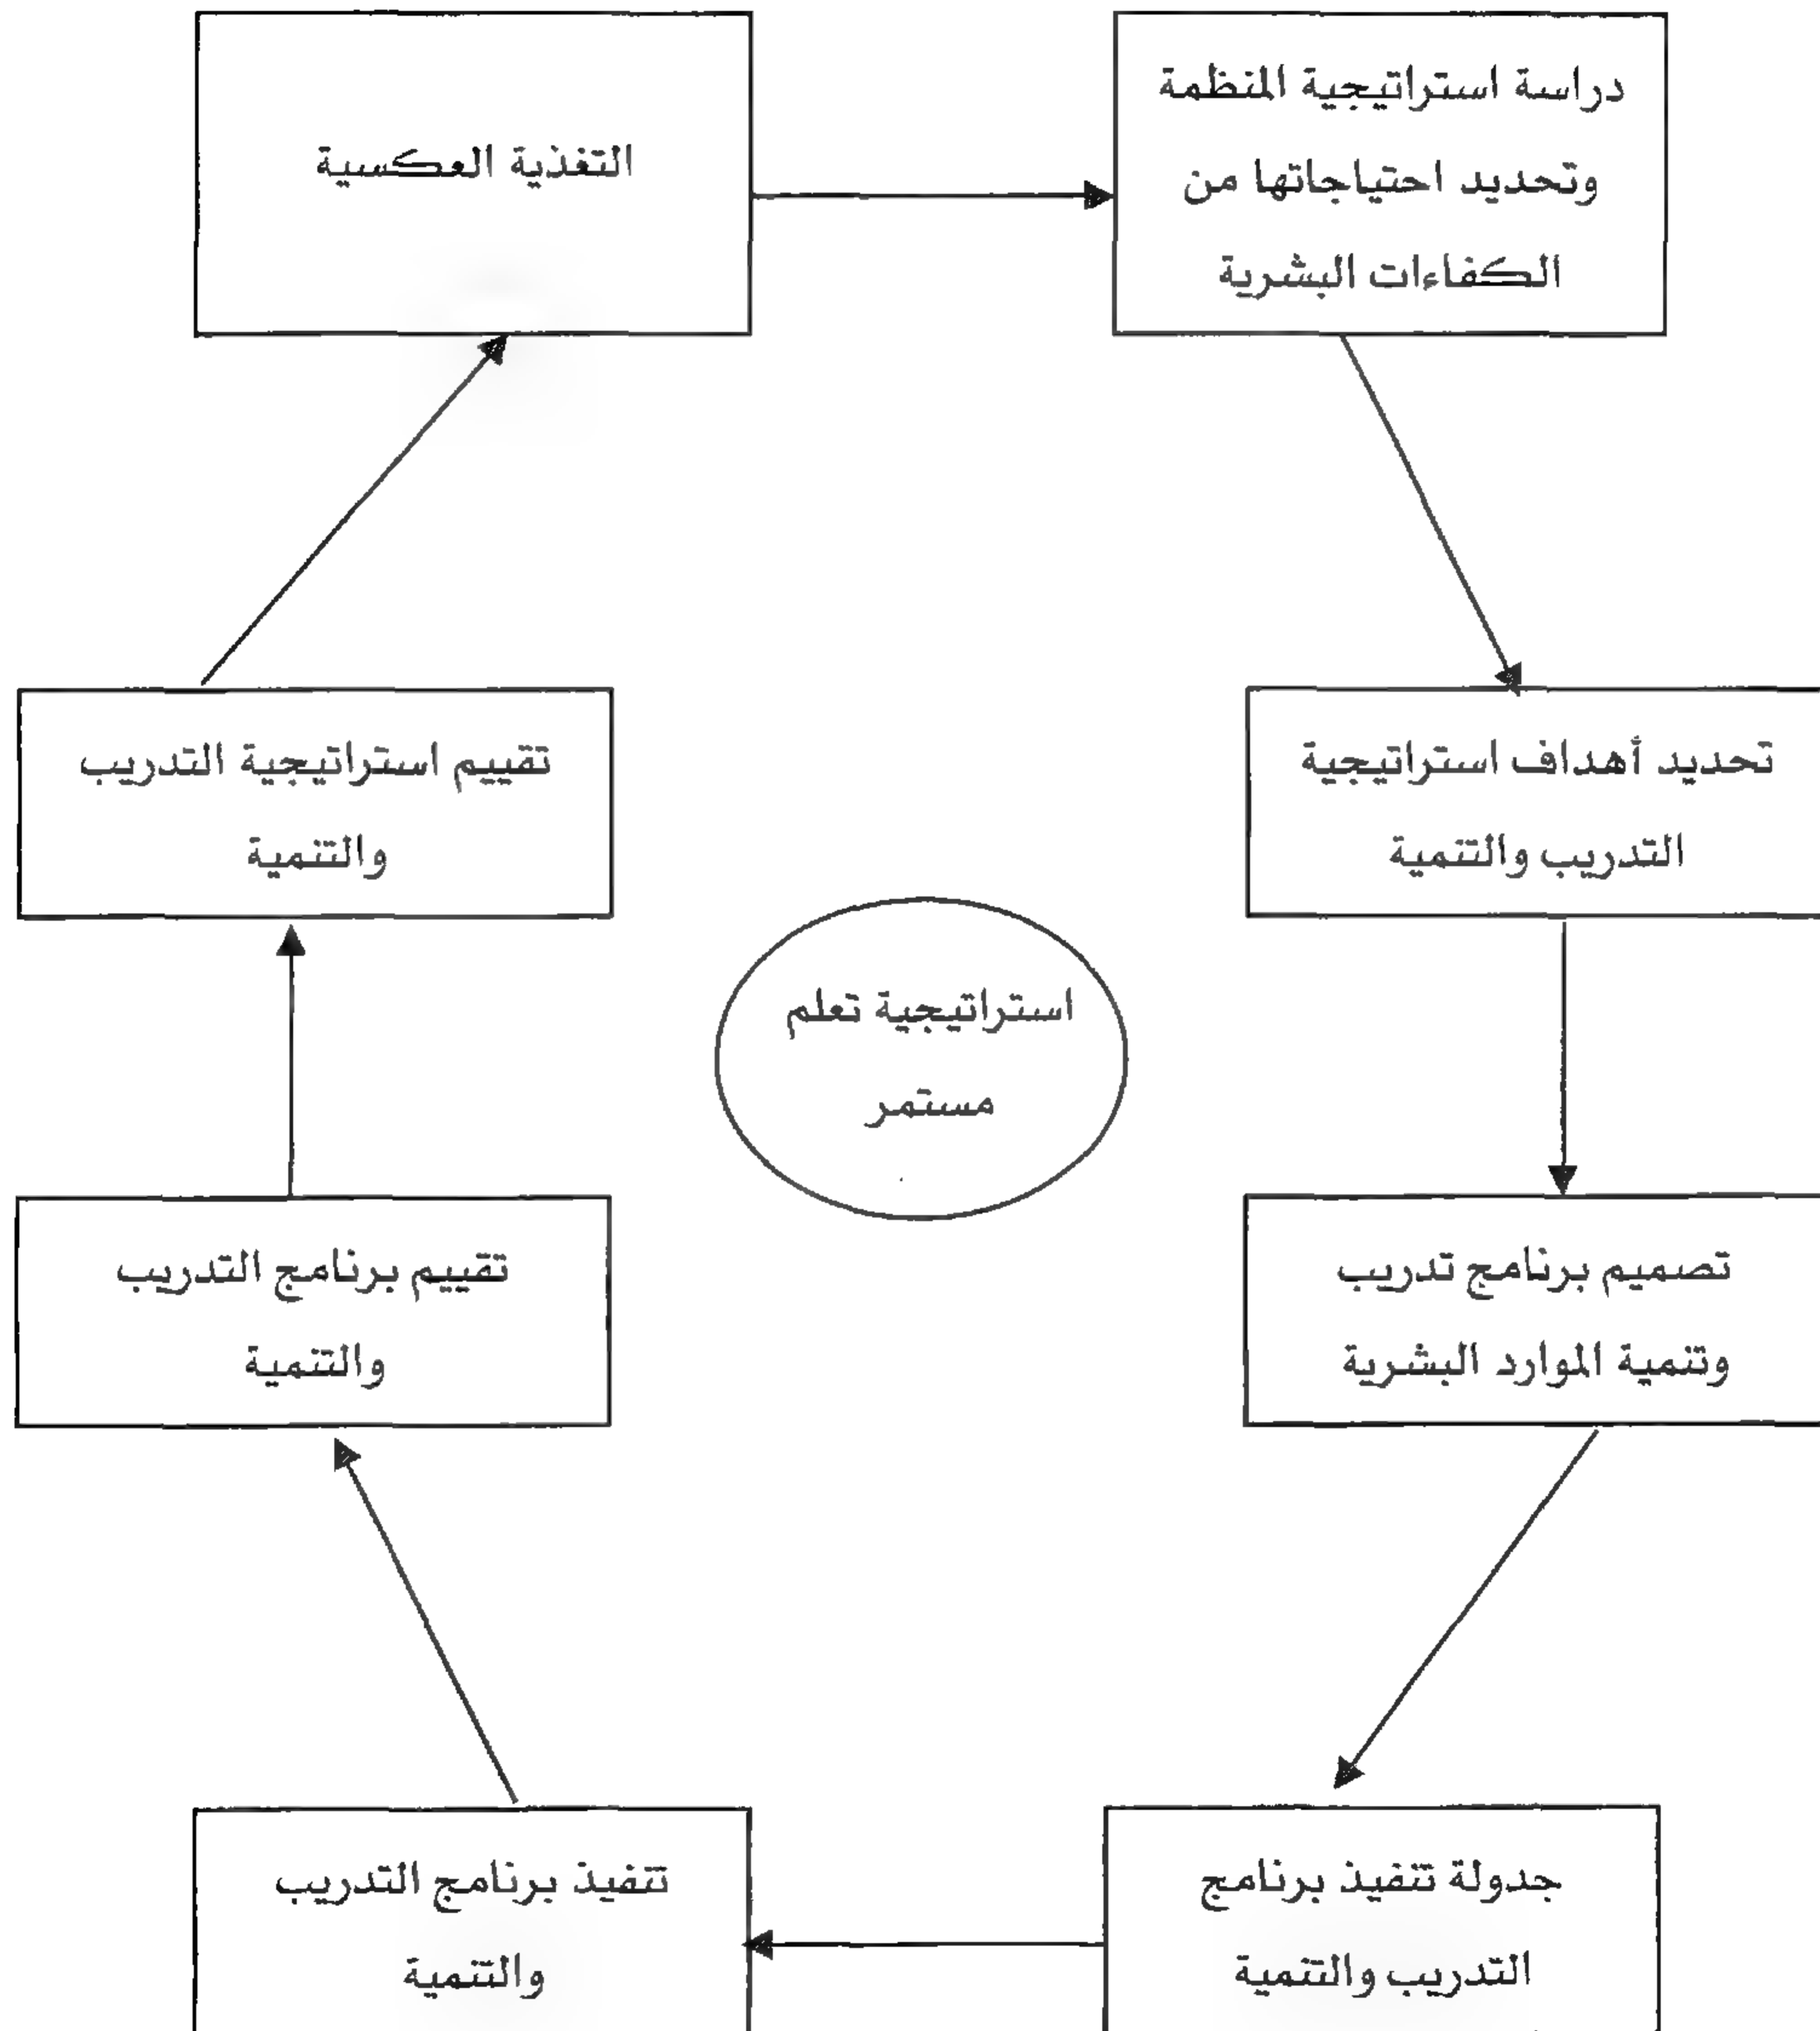 دراسة استراتيجية المنظمة
وتحديد احتياجاتها من
الكفاءات البشرية
التغذية العكسية
تحديد أهداف استراتيجية
التدريب والتنمية
تقييم استراتيجية التدريب
والتنمية
استراتيجية تعلم
مستمر
تصميم برنامج تدريب
وتنمية الموارد البشرية
تقييم برنامج التدريب
والتنمية
جدولة تنفيذ برنامج
التدريب والتنمية
تنفيذ برنامج التدريب
والتنمية